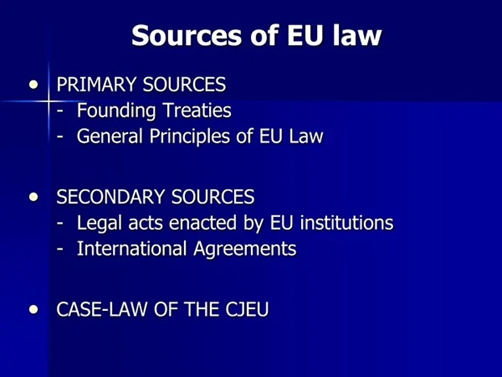 Sources of EU law
• PRIMARY SOURCES
- Founding Treaties
- General Principles of EU Law
• SECONDARY SOURCES
- Legal acts enacted by EU institutions
- International Agreements
• CASE-LAW OF THE CJEU